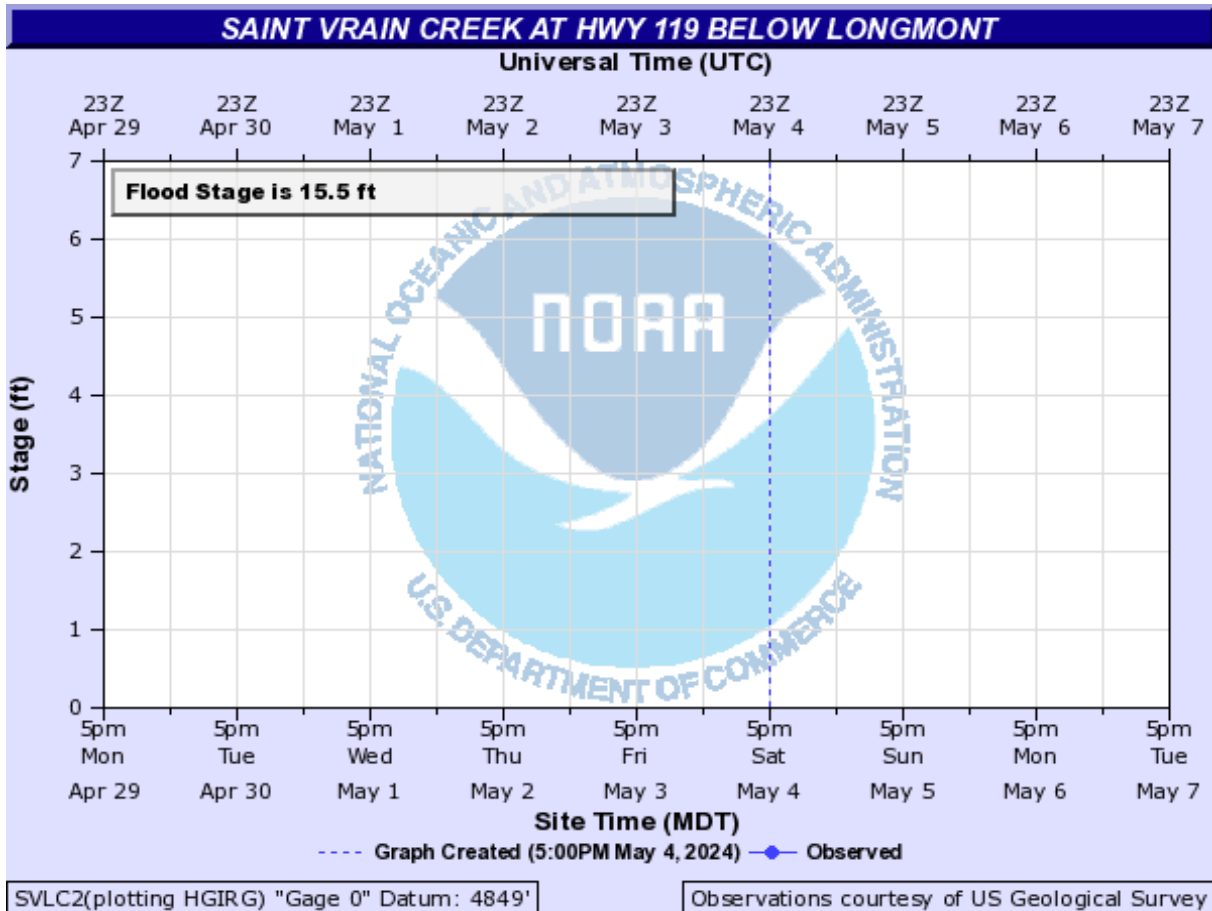 SAINT VRAIN CREEK AT HWY 119 BELOW LONGMONT
Universal Time (UTC)
23Z 23Z 23Z 23Z 23Z 23Z 23Z 23Z 23Z
Apr 29 Apr 30 May 1 May 2 May 3 May 4 May 5 May 6 May 7
Flood Stage is 15.5 ft
7
6
5
4
3
2
1
0
Stage (ft)
NATIONAL OCEANIC AND ATMOSPHERIC ADMINISTRATION
NOAA
U.S. DEPARTMENT OF COMMERCE
5pm 5pm 5pm 5pm 5pm 5pm 5pm 5pm 5pm
Mon Tue Wed Thu Fri Sat Sun Mon Tue
Apr 29 Apr 30 May 1 May 2 May 3 May 4 May 5 May 6 May 7
Site Time (MDT)
Graph Created (5:00PM May 4, 2024) Observed
SVLC2(plotting HGIRG) "Gage 0" Datum: 4849'
Observations courtesy of US Geological Survey